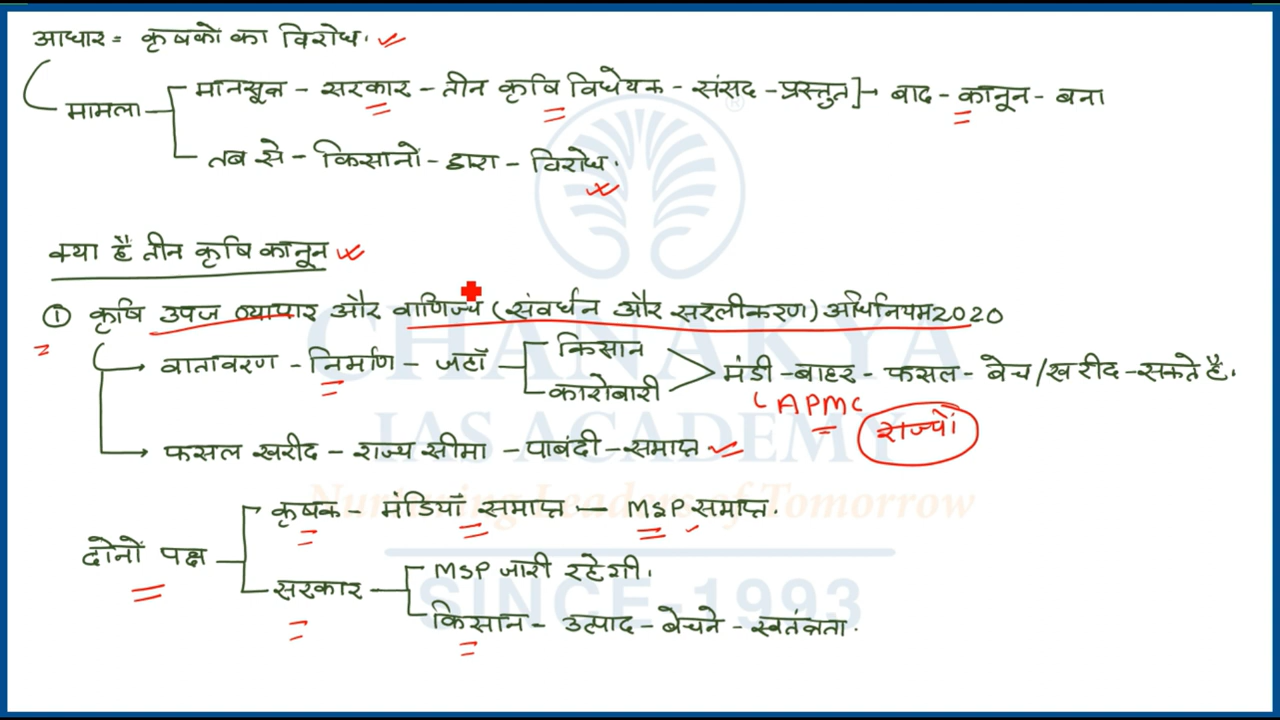 आधार = कृषकों का विरोध.
मामला
मानसून - सरकार - तीन कृषि विधेयक - संसद - प्रस्तुत] → बाद - कानून - बना
तब से - किसानों - द्वारा - विरोध.
क्या है तीन कृषि कानून
① कृषि उपज व्यापार और वाणिज्य (संवर्धन और सरलीकरण) अधिनियम 2020
→ वातावरण - निर्माण - जहाँ
किसान
कारोबारी
मंडी - बाहर - फसल - बेच/खरीद - सकते है.
APMC
राज्यों
→ फसल खरीद - राज्य सीमा - पाबंदी - समाप्त
दोनों पक्ष
कृषक - मंडियाँ समाप्त — MSP समाप्त.
सरकार
MSP जारी रहेगी.
किसान - उत्पाद - बेचने - स्वतंत्रता.
CHANAKYA
IAS ACADEMY
Nurturing Leaders of Tomorrow
SINCE-1993